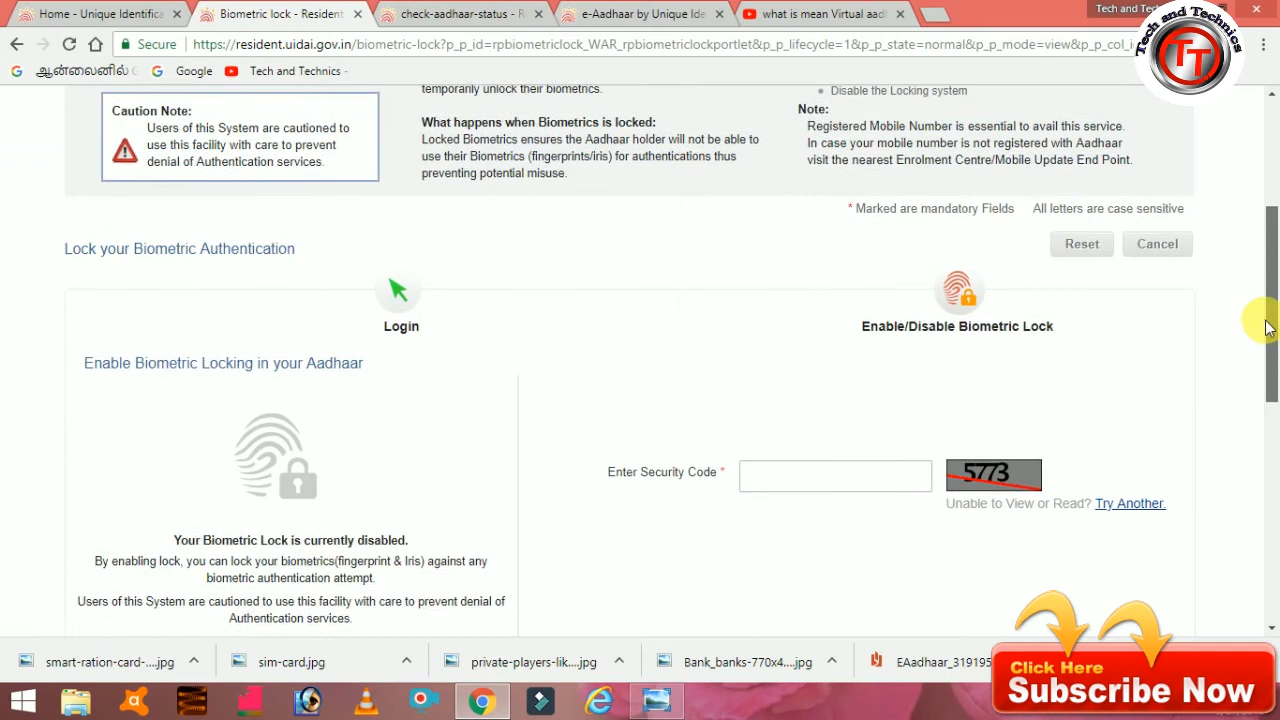 Home - Unique Identifica
Biometric lock - Resident
check-aadhaar-status - R
e-Aadhaar by Unique Ide
what is mean Virtual aad
Tech and Tec
Secure
https://resident.uidai.gov.in/biometric-lock
ஆன்லைனில்
Google
Tech and Technics -
Tech and Technics
TT
temporarily unlock their biometrics.
Disable the Locking system
Caution Note:
Users of this System are cautioned to
use this facility with care to prevent
denial of Authentication services.
What happens when Biometrics is locked:
Locked Biometrics ensures the Aadhaar holder will not be able to
use their Biometrics (fingerprints/iris) for authentications thus
preventing potential misuse.
Note:
Registered Mobile Number is essential to avail this service.
In case your mobile number is not registered with Aadhaar
visit the nearest Enrolment Centre/Mobile Update End Point.
* Marked are mandatory Fields All letters are case sensitive
Lock your Biometric Authentication
Reset Cancel
Login
Enable/Disable Biometric Lock
Enable Biometric Locking in your Aadhaar
Enter Security Code *
5773
Unable to View or Read? Try Another.
Your Biometric Lock is currently disabled.
By enabling lock, you can lock your biometrics(fingerprint & Iris) against any
biometric authentication attempt.
Users of this System are cautioned to use this facility with care to prevent denial of
Authentication services.
smart-ration-card-....jpg
sim-card.jpg
private-players-lik....jpg
Bank_banks-770x4....jpg
EAadhaar_319195
Click Here
Subscribe Now